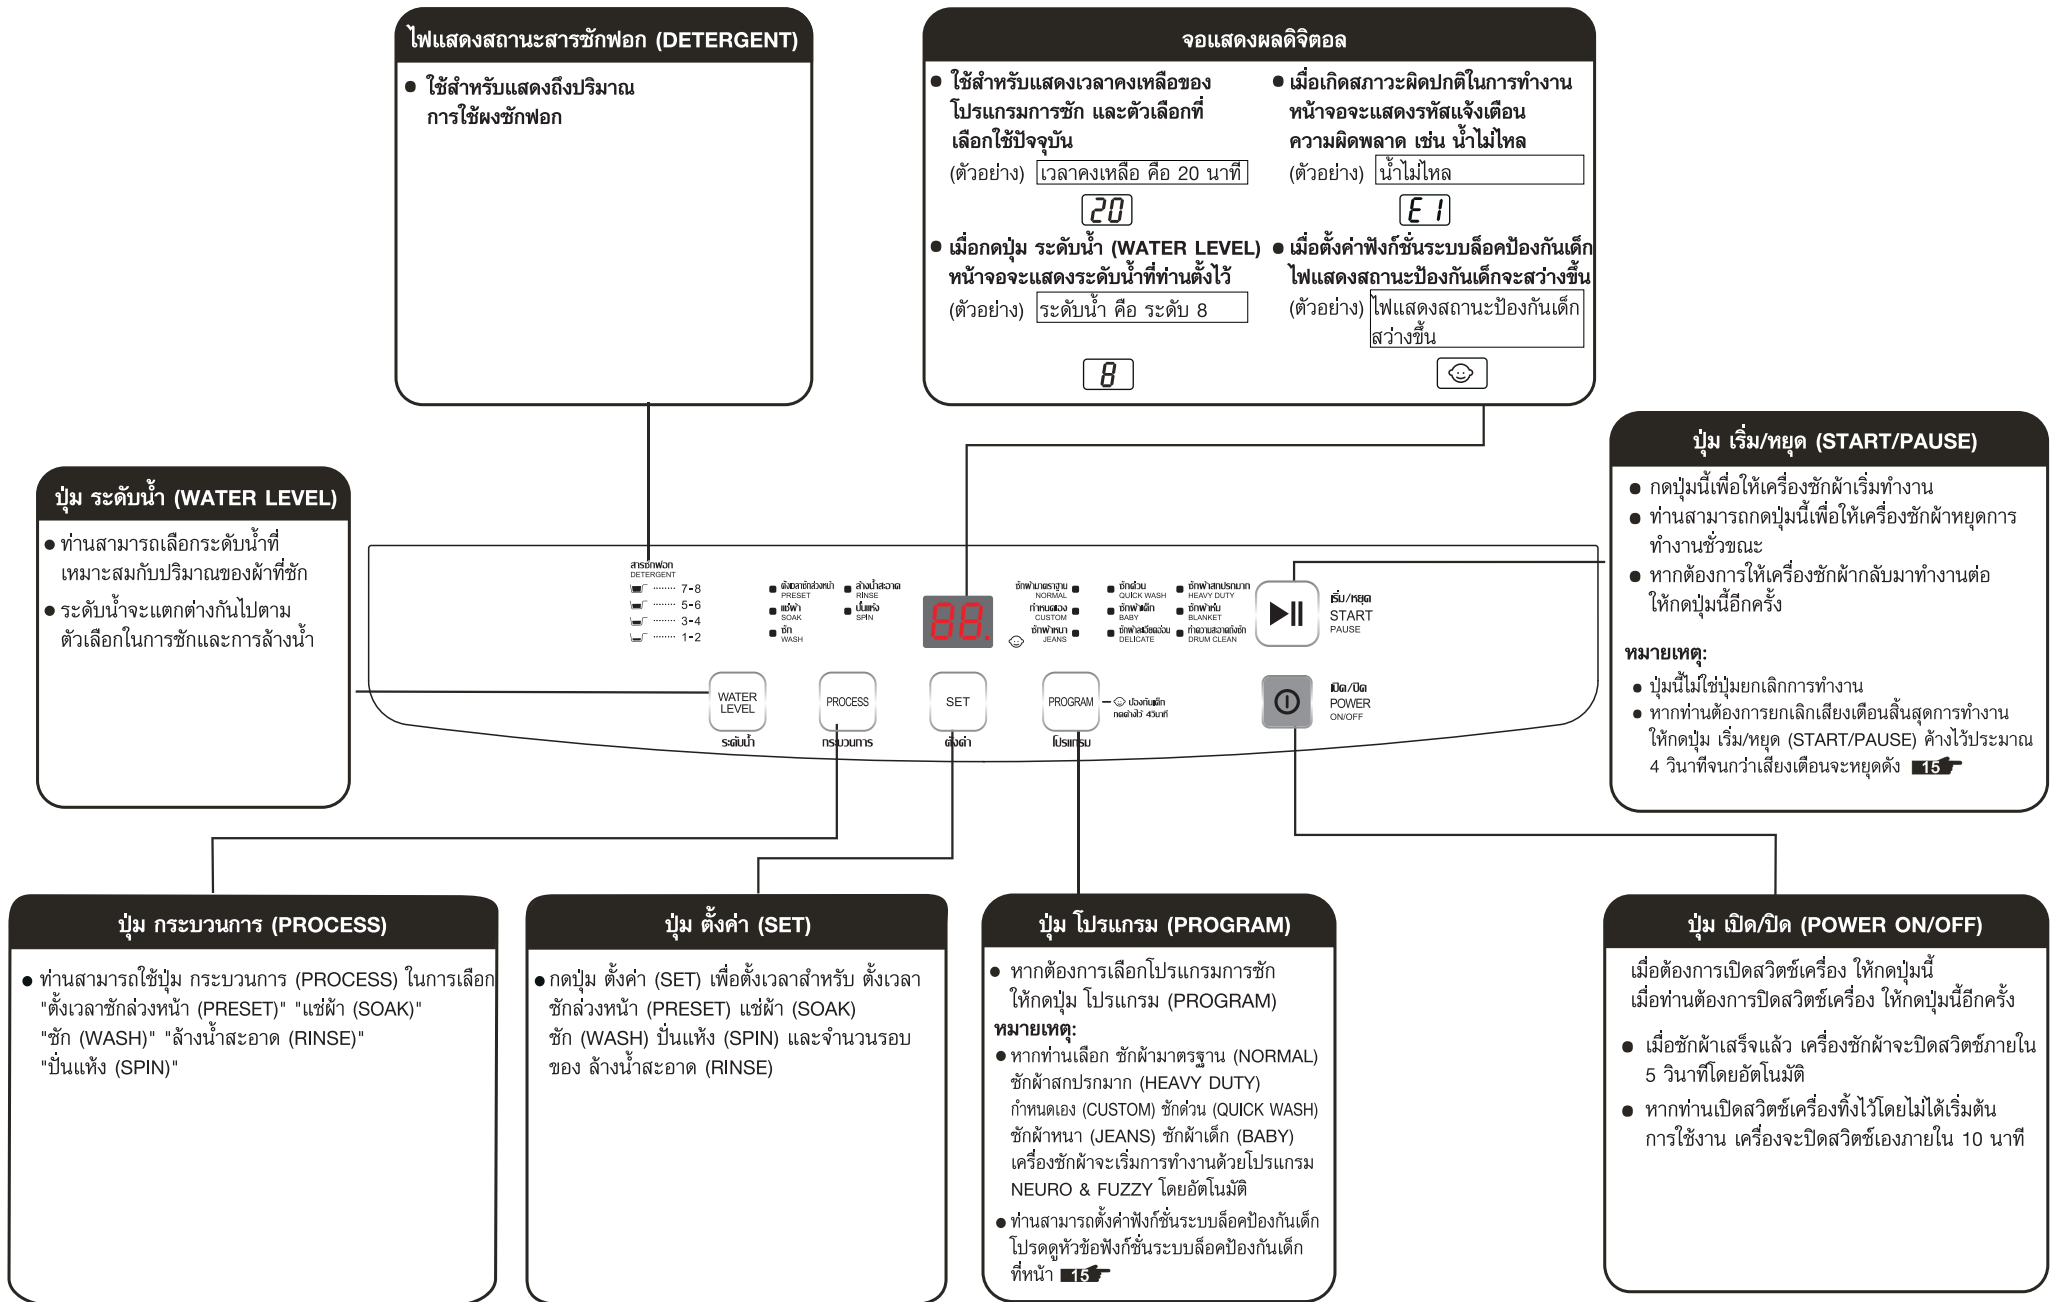 ไฟแสดงสถานะสารซักฟอก (DETERGENT)
● ใช้สำหรับแสดงถึงปริมาณ
การใช้ผงซักฟอก
จอแสดงผลดิจิตอล
● ใช้สำหรับแสดงเวลาคงเหลือของ
โปรแกรมการซัก และตัวเลือกที่
เลือกใช้ปัจจุบัน
(ตัวอย่าง) เวลาคงเหลือ คือ 20 นาที
20
● เมื่อกดปุ่ม ระดับน้ำ (WATER LEVEL)
หน้าจอจะแสดงระดับน้ำที่ท่านตั้งไว้
(ตัวอย่าง) ระดับน้ำ คือ ระดับ 8
8
● เมื่อเกิดสภาวะผิดปกติในการทำงาน
หน้าจอจะแสดงรหัสแจ้งเตือน
ความผิดพลาด เช่น น้ำไม่ไหล
(ตัวอย่าง) น้ำไม่ไหล
E1
● เมื่อตั้งค่าฟังก์ชั่นระบบล็อคป้องกันเด็ก
ไฟแสดงสถานะป้องกันเด็กจะสว่างขึ้น
(ตัวอย่าง) ไฟแสดงสถานะป้องกันเด็ก
สว่างขึ้น
ปุ่ม ระดับน้ำ (WATER LEVEL)
● ท่านสามารถเลือกระดับน้ำที่
เหมาะสมกับปริมาณของผ้าที่ซัก
● ระดับน้ำจะแตกต่างกันไปตาม
ตัวเลือกในการซักและการล้างน้ำ
สารซักฟอก
DETERGENT
7-8
5-6
3-4
1-2
ตั้งเวลาซักล่วงหน้า
PRESET
แช่ผ้า
SOAK
ซัก
WASH
ล้างน้ำสะอาด
RINSE
ปั่นแห้ง
SPIN
88.
ซักผ้ามาตรฐาน
NORMAL
กำหนดเอง
CUSTOM
ซักผ้าหนา
JEANS
ซักด่วน
QUICK WASH
ซักผ้าเด็ก
BABY
ซักผ้าละเอียดอ่อน
DELICATE
ซักผ้าสกปรกมาก
HEAVY DUTY
ซักผ้าห่ม
BLANKET
ทำความสะอาดถังซัก
DRUM CLEAN
เริ่ม/หยุด
START
PAUSE
WATER
LEVEL
ระดับน้ำ
PROCESS
กระบวนการ
SET
ตั้งค่า
PROGRAM
โปรแกรม
ป้องกันเด็ก
กดค้างไว้ 4วินาที
เปิด/ปิด
POWER
ON/OFF
ปุ่ม เริ่ม/หยุด (START/PAUSE)
● กดปุ่มนี้เพื่อให้เครื่องซักผ้าเริ่มทำงาน
● ท่านสามารถกดปุ่มนี้เพื่อให้เครื่องซักผ้าหยุดการ
ทำงานชั่วขณะ
● หากต้องการให้เครื่องซักผ้ากลับมาทำงานต่อ
ให้กดปุ่มนี้อีกครั้ง
หมายเหตุ:
● ปุ่มนี้ไม่ใช่ปุ่มยกเลิกการทำงาน
● หากท่านต้องการยกเลิกเสียงเตือนสิ้นสุดการทำงาน
ให้กดปุ่ม เริ่ม/หยุด (START/PAUSE) ค้างไว้ประมาณ
4 วินาทีจนกว่าเสียงเตือนจะหยุดดัง 15
ปุ่ม กระบวนการ (PROCESS)
● ท่านสามารถใช้ปุ่ม กระบวนการ (PROCESS) ในการเลือก
"ตั้งเวลาซักล่วงหน้า (PRESET)" "แช่ผ้า (SOAK)"
"ซัก (WASH)" "ล้างน้ำสะอาด (RINSE)"
"ปั่นแห้ง (SPIN)"
ปุ่ม ตั้งค่า (SET)
● กดปุ่ม ตั้งค่า (SET) เพื่อตั้งเวลาสำหรับ ตั้งเวลา
ซักล่วงหน้า (PRESET) แช่ผ้า (SOAK)
ซัก (WASH) ปั่นแห้ง (SPIN) และจำนวนรอบ
ของ ล้างน้ำสะอาด (RINSE)
ปุ่ม โปรแกรม (PROGRAM)
● หากต้องการเลือกโปรแกรมการซัก
ให้กดปุ่ม โปรแกรม (PROGRAM)
หมายเหตุ:
● หากท่านเลือก ซักผ้ามาตรฐาน (NORMAL)
ซักผ้าสกปรกมาก (HEAVY DUTY)
กำหนดเอง (CUSTOM) ซักด่วน (QUICK WASH)
ซักผ้าหนา (JEANS) ซักผ้าเด็ก (BABY)
เครื่องซักผ้าจะเริ่มการทำงานด้วยโปรแกรม
NEURO & FUZZY โดยอัตโนมัติ
● ท่านสามารถตั้งค่าฟังก์ชั่นระบบล็อคป้องกันเด็ก
โปรดดูหัวข้อฟังก์ชั่นระบบล็อคป้องกันเด็ก
ที่หน้า 15
ปุ่ม เปิด/ปิด (POWER ON/OFF)
เมื่อต้องการเปิดสวิตช์เครื่อง ให้กดปุ่มนี้
เมื่อท่านต้องการปิดสวิตช์เครื่อง ให้กดปุ่มนี้อีกครั้ง
● เมื่อซักผ้าเสร็จแล้ว เครื่องซักผ้าจะปิดสวิตช์ภายใน
5 วินาทีโดยอัตโนมัติ
● หากท่านเปิดสวิตช์เครื่องทิ้งไว้โดยไม่ได้เริ่มต้น
การใช้งาน เครื่องจะปิดสวิตช์เองภายใน 10 นาที